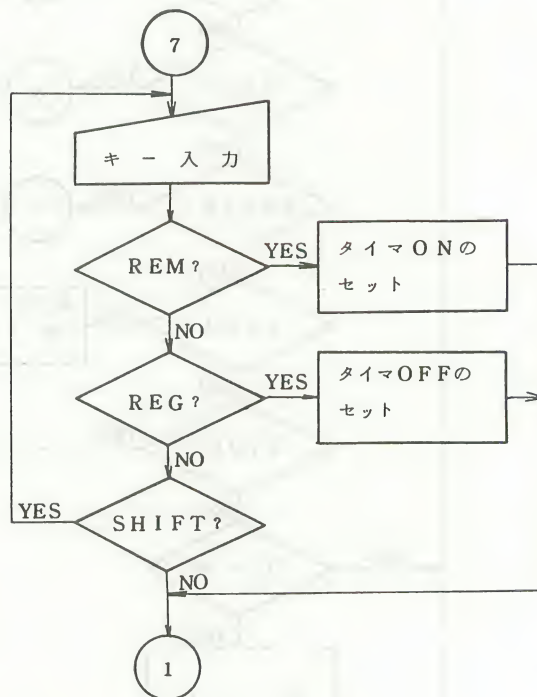 7
キー入力
REM?
YES
タイマONの
セット
NO
REG?
YES
タイマOFFの
セット
NO
YES
SHIFT?
NO
1